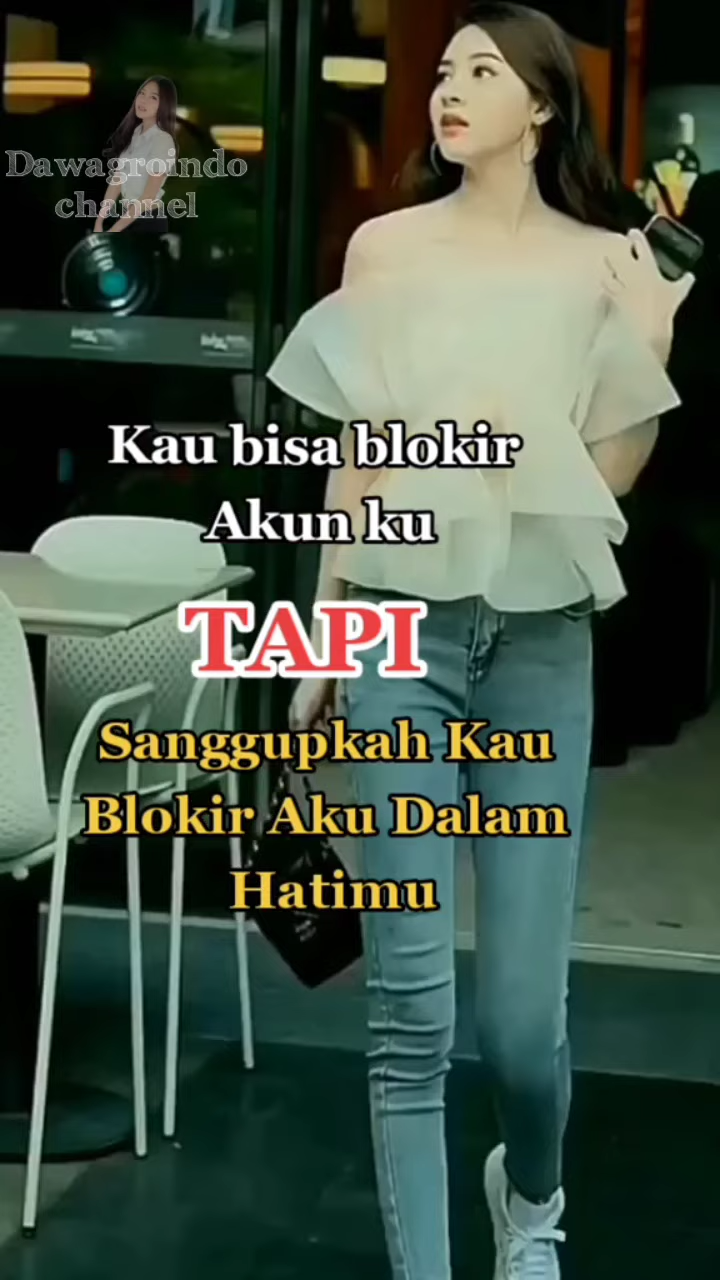 Dawagroindo
channel
Kau bisa blokir
Akun ku
TAPI
Sanggupkah Kau
Blokir Aku Dalam
Hatimu